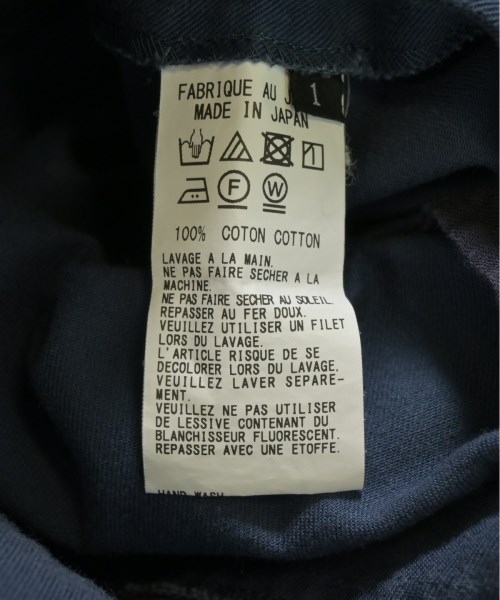 FABRIQUE AU
1
MADE IN JAPAN
F W
100% COTON COTTON
LAVAGE A LA MAIN.
NE PAS FAIRE SECHER A LA
MACHINE.
NE PAS FAIRE SECHER AU SOLEIL
REPASSER AU FER DOUX.
VEUILLEZ UTILISER UN FILET
LORS DU LAVAGE.
L'ARTICLE RISQUE DE SE
DECOLORER LORS DU LAVAGE.
VEUILLEZ LAVER SEPARE-
MENT.
VEUILLEZ NE PAS UTILISER
DE LESSIVE CONTENANT DU
BLANCHISSEUR FLUORESCENT.
REPASSER AVEC UNE ETOFFE.
HAND WASH